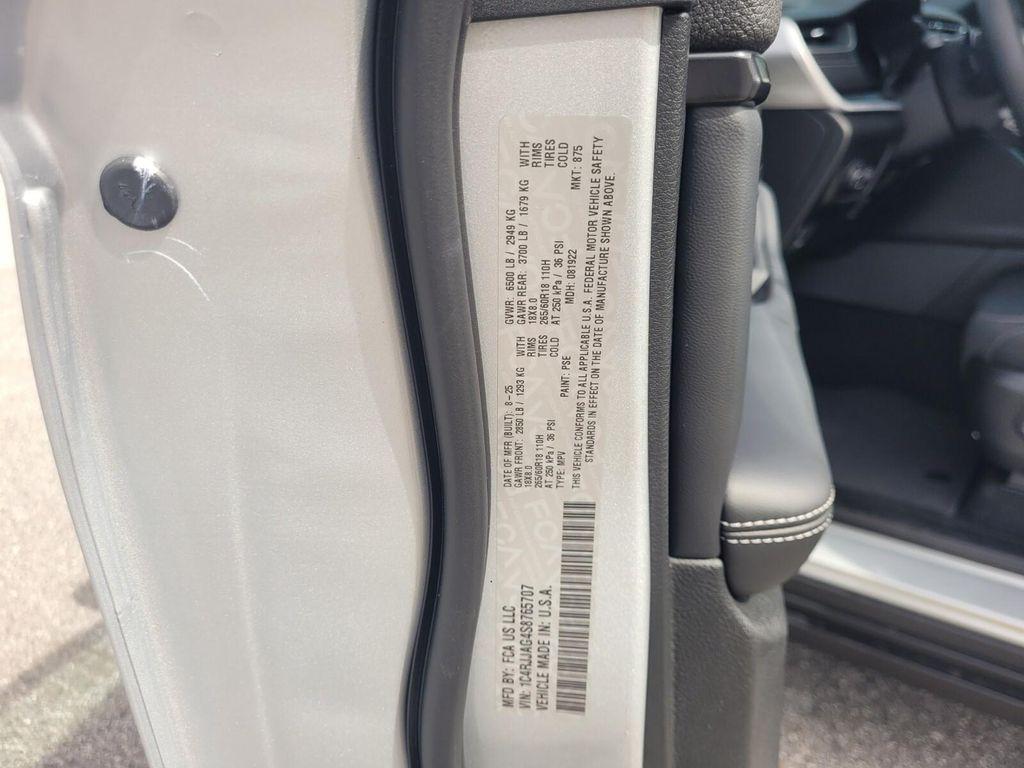 MFD BY: FCA US LLC
DATE OF MFR (BUILT): 8-25
GVWR: 6500 LB / 2949 KG
GAWR FRONT: 2850 LB / 1293 KG WITH
18X8.0 RIMS
265/60R18 110H TIRES
AT 250 kPa / 36 PSI COLD
GAWR REAR: 3700 LB / 1679 KG WITH
18X8.0 RIMS
265/60R18 110H TIRES
AT 250 kPa / 36 PSI COLD
VIN: 1C4RJJAG4S8765707
TYPE: MPV PAINT: PSE MDH: 081922 MKT: 875
VEHICLE MADE IN: U.S.A.
THIS VEHICLE CONFORMS TO ALL APPLICABLE U.S.A. FEDERAL MOTOR VEHICLE SAFETY
STANDARDS IN EFFECT ON THE DATE OF MANUFACTURE SHOWN ABOVE.